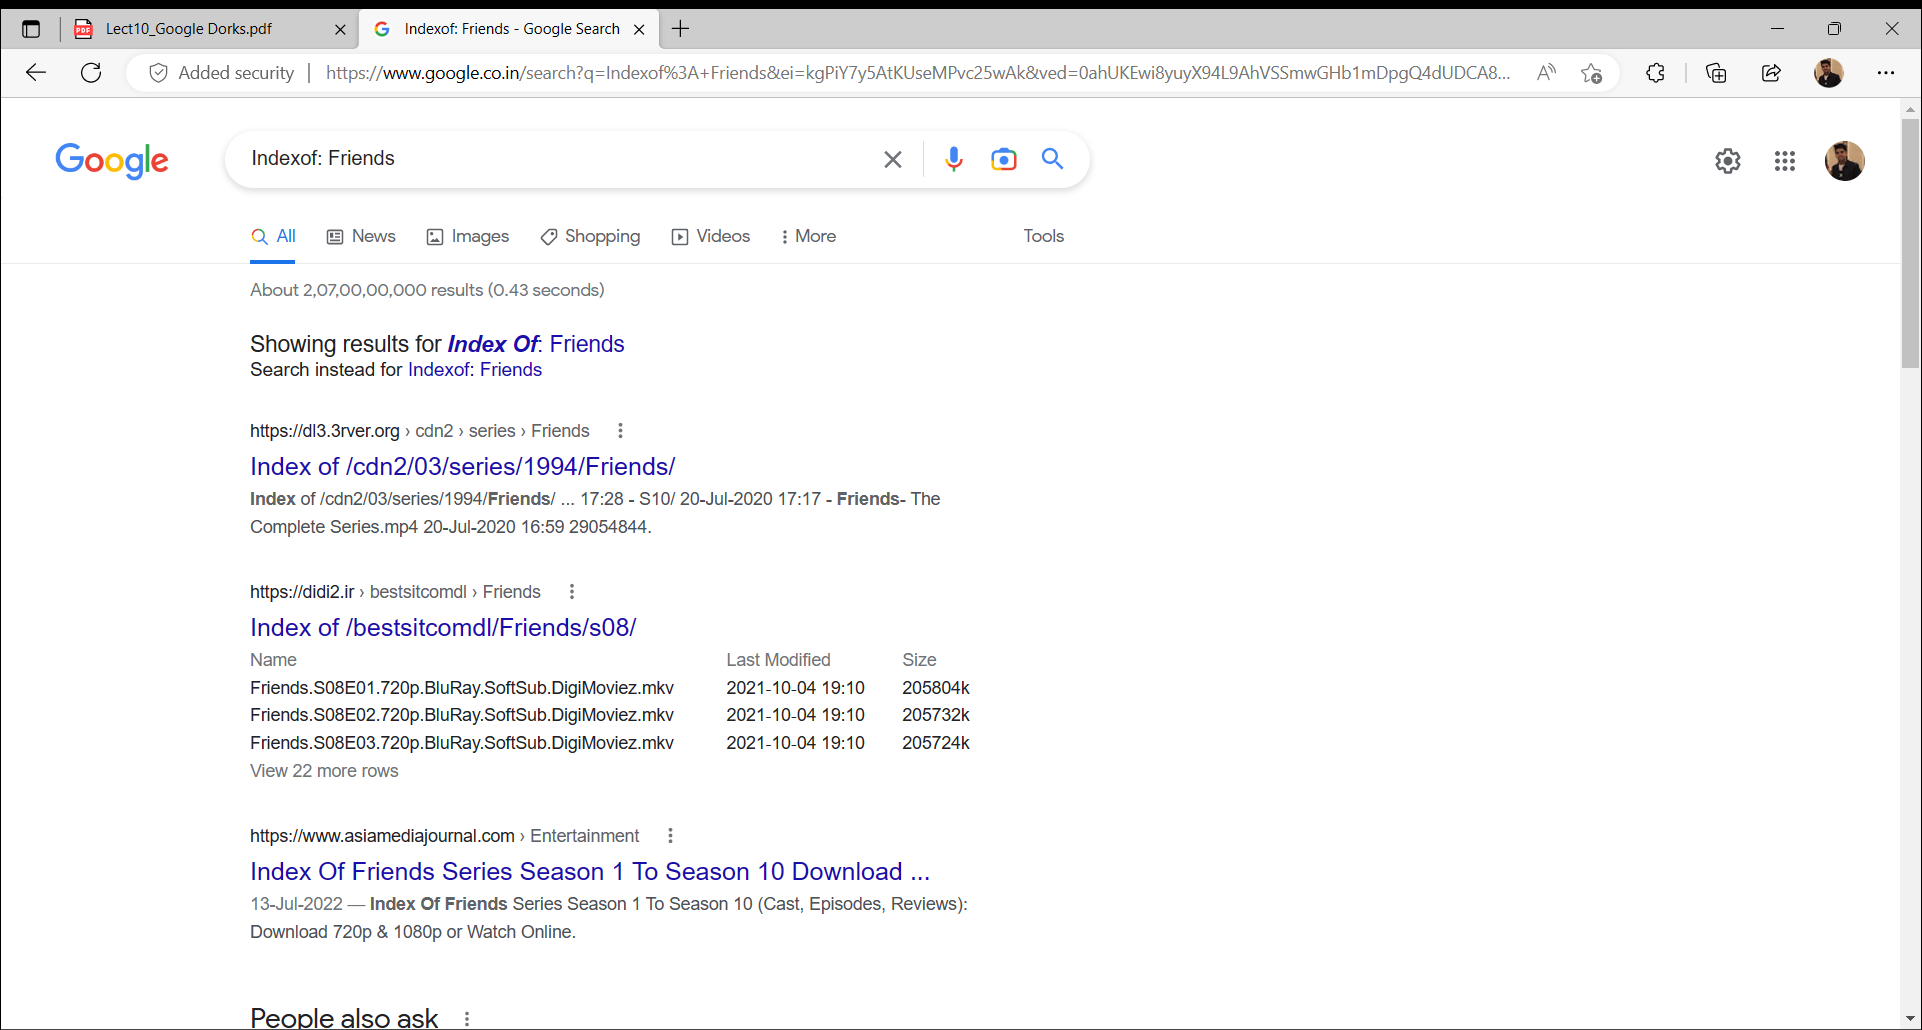 Lect10_Google Dorks.pdf
Indexof: Friends - Google Search
Added security
https://www.google.co.in/search?q=Indexof%3A+Friends&ei=kgPiY7y5AtKUseMPvc25wAk&ved=0ahUKEwi8yuyX94L9AhVSSmwGHb1mDpgQ4dUDCA8...
Google
Indexof: Friends
All
News
Images
Shopping
Videos
More
Tools
About 2,07,00,00,000 results (0.43 seconds)
Showing results for Index Of: Friends
Search instead for Indexof: Friends
https://dl3.3rver.org › cdn2 › series › Friends
Index of /cdn2/03/series/1994/Friends/
Index of /cdn2/03/series/1994/Friends/ ... 17:28 - S10/ 20-Jul-2020 17:17 - Friends- The
Complete Series.mp4 20-Jul-2020 16:59 29054844.
https://didi2.ir › bestsitcomdl › Friends
Index of /bestsitcomdl/Friends/s08/
Name Last Modified Size
Friends.S08E01.720p.BluRay.SoftSub.DigiMoviez.mkv 2021-10-04 19:10 205804k
Friends.S08E02.720p.BluRay.SoftSub.DigiMoviez.mkv 2021-10-04 19:10 205732k
Friends.S08E03.720p.BluRay.SoftSub.DigiMoviez.mkv 2021-10-04 19:10 205724k
View 22 more rows
https://www.asiamediajournal.com › Entertainment
Index Of Friends Series Season 1 To Season 10 Download ...
13-Jul-2022 — Index Of Friends Series Season 1 To Season 10 (Cast, Episodes, Reviews):
Download 720p & 1080p or Watch Online.
People also ask